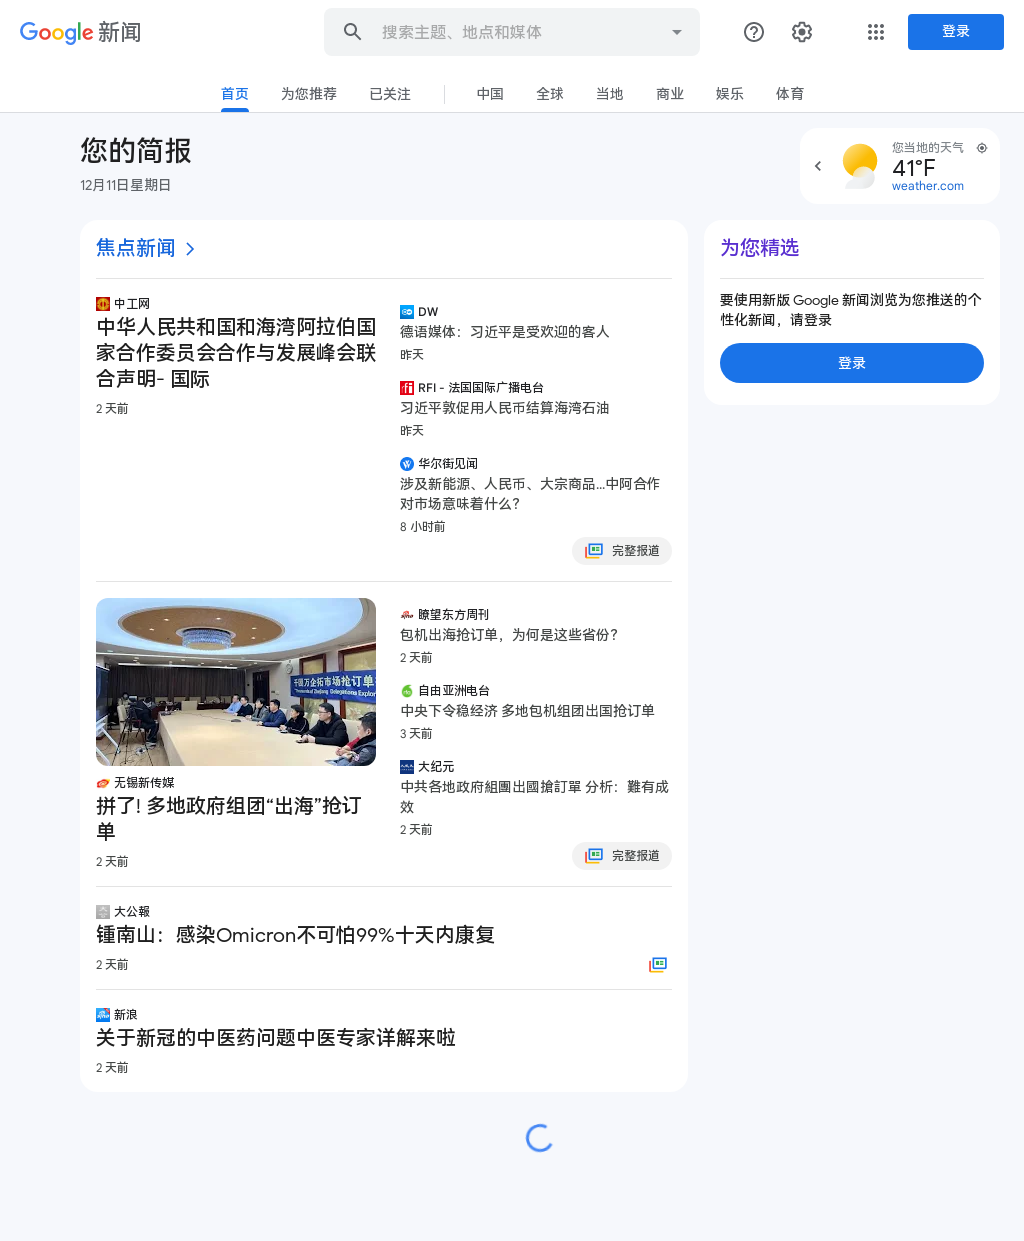 Google 新闻
搜索主题、地点和媒体
登录
首页 为您推荐 已关注 中国 全球 当地 商业 娱乐 体育
您的简报
12月11日星期日
您当地的天气
41°F
weather.com
焦点新闻
中工网
中华人民共和国和海湾阿拉伯国
家合作委员会合作与发展峰会联
合声明- 国际
2 天前
DW
德语媒体：习近平是受欢迎的客人
昨天
RFI - 法国国际广播电台
习近平敦促用人民币结算海湾石油
昨天
华尔街见闻
涉及新能源、人民币、大宗商品...中阿合作
对市场意味着什么？
8 小时前
完整报道
为您精选
要使用新版 Google 新闻浏览为您推送的个
性化新闻，请登录
登录
千团万企拓市场抢订单
无锡新传媒
拼了! 多地政府组团“出海”抢订
单
2 天前
瞭望东方周刊
包机出海抢订单，为何是这些省份？
2 天前
自由亚洲电台
中央下令稳经济 多地包机组团出国抢订单
3 天前
大纪元
中共各地政府組團出國搶訂單 分析：難有成
效
2 天前
完整报道
大公報
锺南山：感染Omicron不可怕99%十天内康复
2 天前
新浪
关于新冠的中医药问题中医专家详解来啦
2 天前